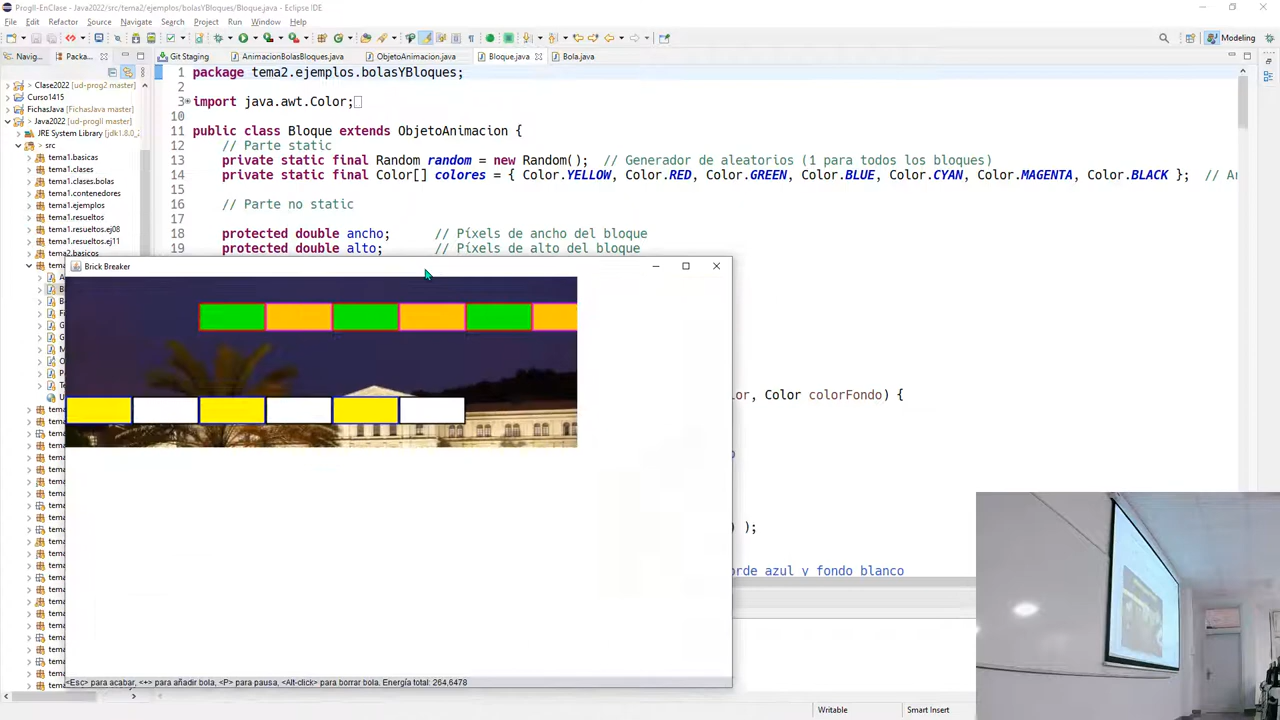 ProgII-EnClase - Java2022/src/tema2/ejemplos/bolasYBloques/Bloque.java - Eclipse IDE
File Edit Refactor Source Navigate Search Project Run Window Help
Modeling
Navig... Packa...
Git Staging AnimacionBolasBloques.java ObjetoAnimacion.java Bloque.java Bola.java
> Clase2022 [ud-prog2 master]
Curso1415
FichasJava [FichasJava master]
> Java2022 [ud-progII master]
JRE System Library [jdk1.8.0_
src
tema1.basicas
tema1.clases
tema1.clases.bolas
tema1.contenedores
tema1.ejemplos
tema1.resueltos
tema1.resueltos.ej08
tema1.resueltos.ej11
tema2.basicos
1 package tema2.ejemplos.bolasYBloques;
2
3 import java.awt.Color;
10
11 public class Bloque extends ObjetoAnimacion {
12 // Parte static
13 private static final Random random = new Random(); // Generador de aleatorios (1 para todos los bloques)
14 private static final Color[] colores = { Color.YELLOW, Color.RED, Color.GREEN, Color.BLUE, Color.CYAN, Color.MAGENTA, Color.BLACK }; // Ar
15
16 // Parte no static
17
18 protected double ancho; // Píxels de ancho del bloque
19 protected double alto; // Píxels de alto del bloque
Brick Breaker
or, Color colorFondo) {
) );
orde azul y fondo blanco
<Esc> para acabar, <+> para añadir bola, <P> para pausa, <Alt-click> para borrar bola. Energía total: 264,6478
Writable Smart Insert